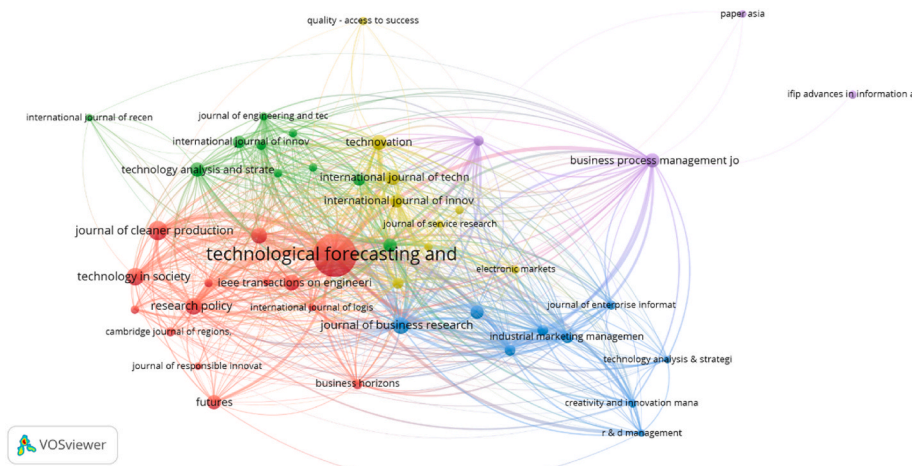 quality - access to success
paper asia
ifip advances in information a
international journal of recen
journal of engineering and tec
international journal of innov
technovation
technology analysis and strate
international journal of techn
business process management jo
international journal of innov
journal of service research
journal of cleaner production
technological forecasting and
technology in society
ieee transactions on engineeri
electronic markets
research policy
international journal of logis
journal of enterprise informat
journal of business research
cambridge journal of regions,
industrial marketing managemen
technology analysis & strategi
journal of responsible innovat
business horizons
futures
creativity and innovation mana
r & d management
VOSviewer